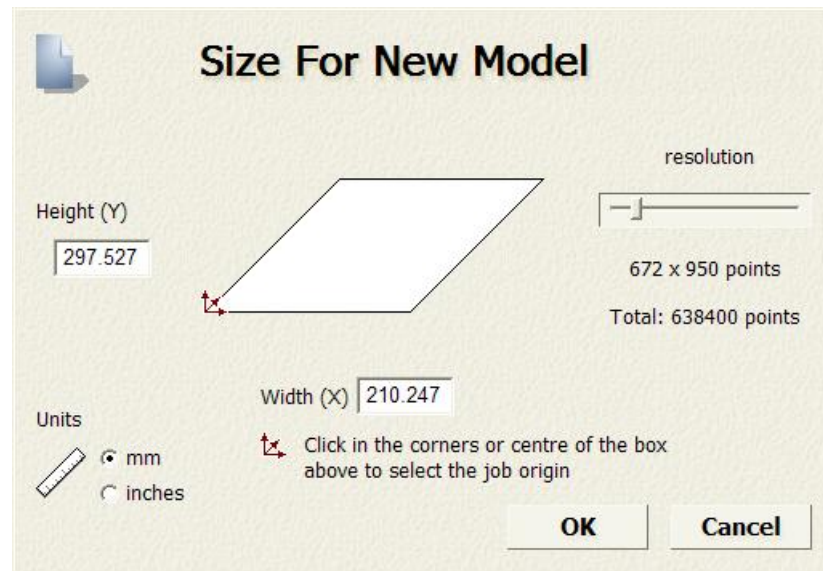 Size For New Model
resolution
Height (Y)
297.527
672 x 950 points
Total: 638400 points
Width (X) 210.247
Units
Click in the corners or centre of the box
above to select the job origin
mm
inches
OK Cancel